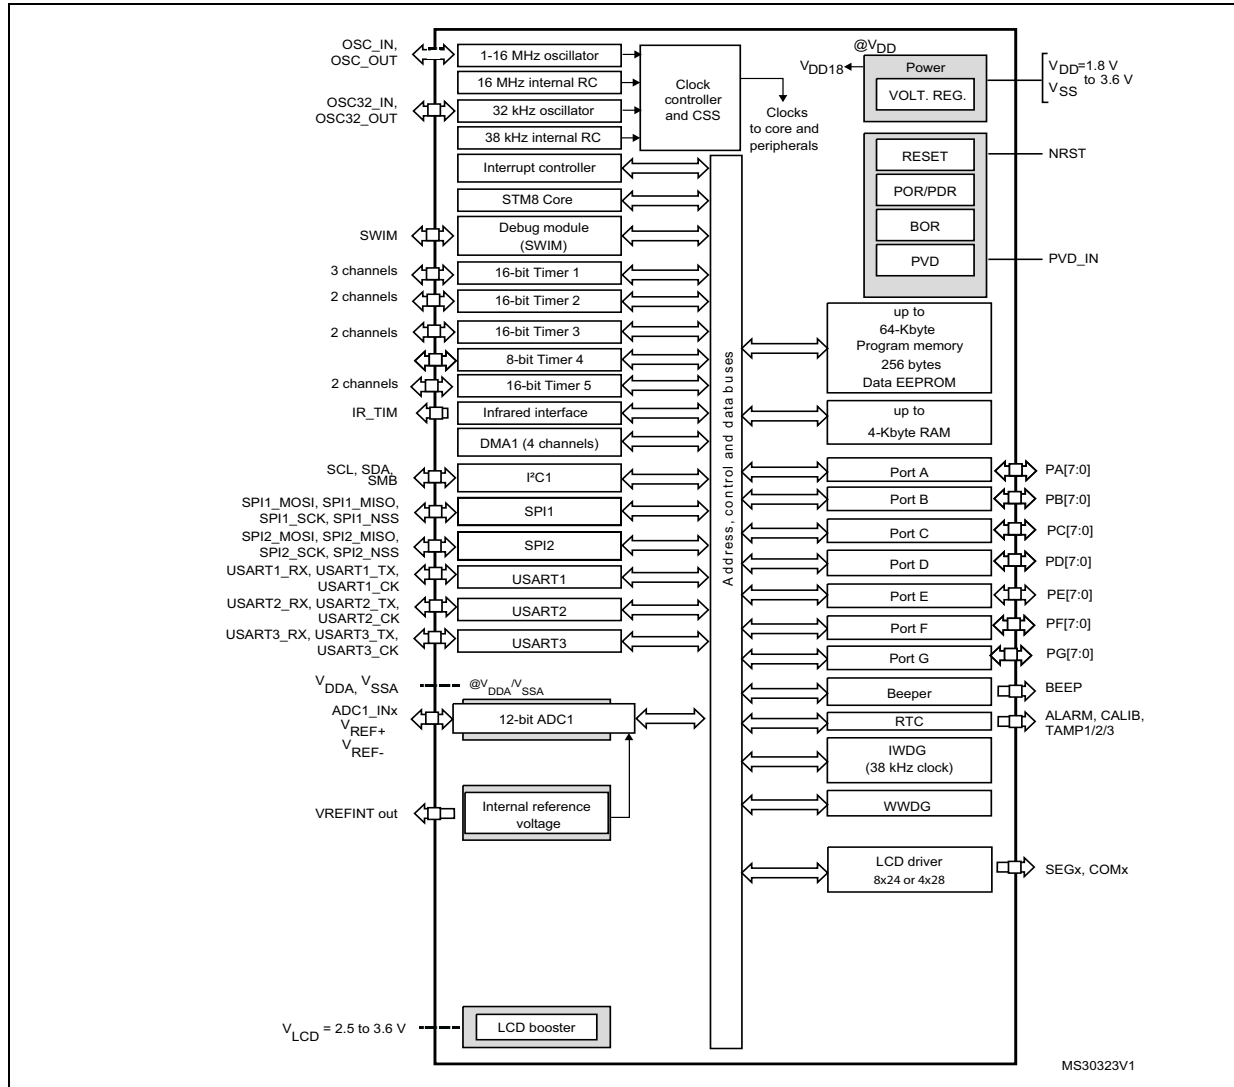 OSC_IN,
OSC_OUT
1-16 MHz oscillator
16 MHz internal RC
OSC32_IN,
OSC32_OUT
32 kHz oscillator
38 kHz internal RC
Clock
controller
and CSS
Clocks
to core and
peripherals
@VDD
VDD18
Power
VOLT. REG.
VDD=1.8 V
to 3.6 V
VSS
RESET
NRST
POR/PDR
BOR
PVD
PVD_IN
Interrupt controller
STM8 Core
SWIM
Debug module
(SWIM)
3 channels
16-bit Timer 1
2 channels
16-bit Timer 2
2 channels
16-bit Timer 3
8-bit Timer 4
2 channels
16-bit Timer 5
IR_TIM
Infrared interface
DMA1 (4 channels)
SCL, SDA,
SMB
I²C1
SPI1_MOSI, SPI1_MISO,
SPI1_SCK, SPI1_NSS
SPI1
SPI2_MOSI, SPI2_MISO,
SPI2_SCK, SPI2_NSS
SPI2
USART1_RX, USART1_TX,
USART1_CK
USART1
USART2_RX, USART2_TX,
USART2_CK
USART2
USART3_RX, USART3_TX,
USART3_CK
USART3
VDDA, VSSA
@VDDA/VSSA
ADC1_INx
VREF+
VREF-
12-bit ADC1
VREFINT out
Internal reference
voltage
VLCD = 2.5 to 3.6 V
LCD booster
Address, control and data buses
up to
64-Kbyte
Program memory
256 bytes
Data EEPROM
up to
4-Kbyte RAM
Port A
PA[7:0]
Port B
PB[7:0]
Port C
PC[7:0]
Port D
PD[7:0]
Port E
PE[7:0]
Port F
PF[7:0]
Port G
PG[7:0]
Beeper
BEEP
RTC
ALARM, CALIB,
TAMP1/2/3
IWDG
(38 kHz clock)
WWDG
LCD driver
8x24 or 4x28
SEGx, COMx
MS30323V1